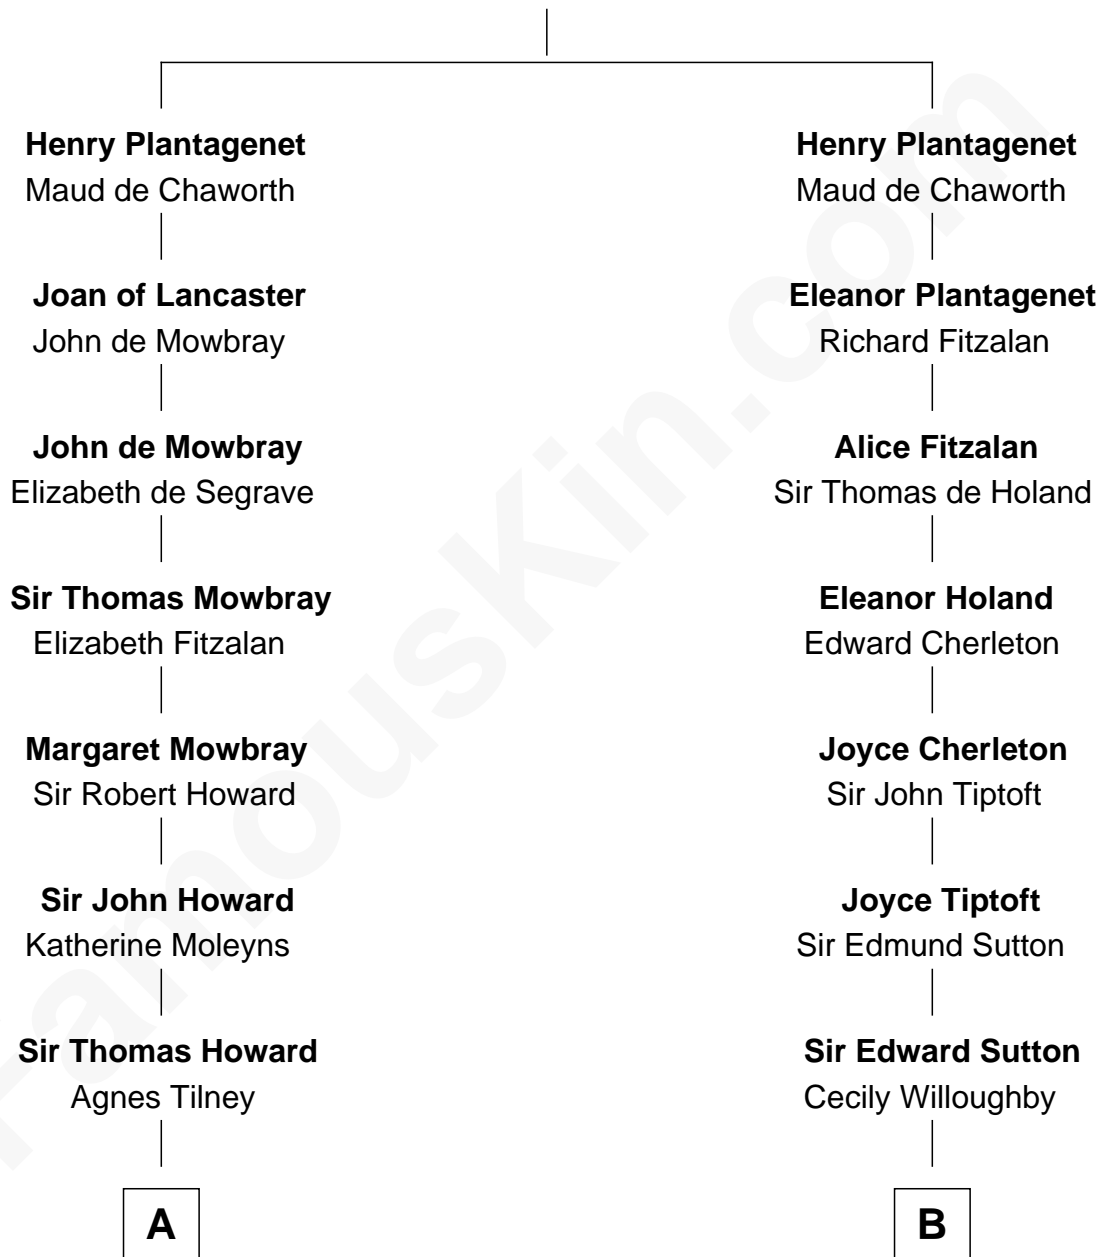 Henry Plantagenet
Maud de Chaworth
Joan of Lancaster
John de Mowbray
John de Mowbray
Elizabeth de Segrave
Sir Thomas Mowbray
Elizabeth Fitzalan
Margaret Mowbray
Sir Robert Howard
Sir John Howard
Katherine Moleyns
Sir Thomas Howard
Agnes Tilney
A
Henry Plantagenet
Maud de Chaworth
Eleanor Plantagenet
Richard Fitzalan
Alice Fitzalan
Sir Thomas de Holand
Eleanor Holand
Edward Cherleton
Joyce Cherleton
Sir John Tiptoft
Joyce Tiptoft
Sir Edmund Sutton
Sir Edward Sutton
Cecily Willoughby
B
FamousKin.com